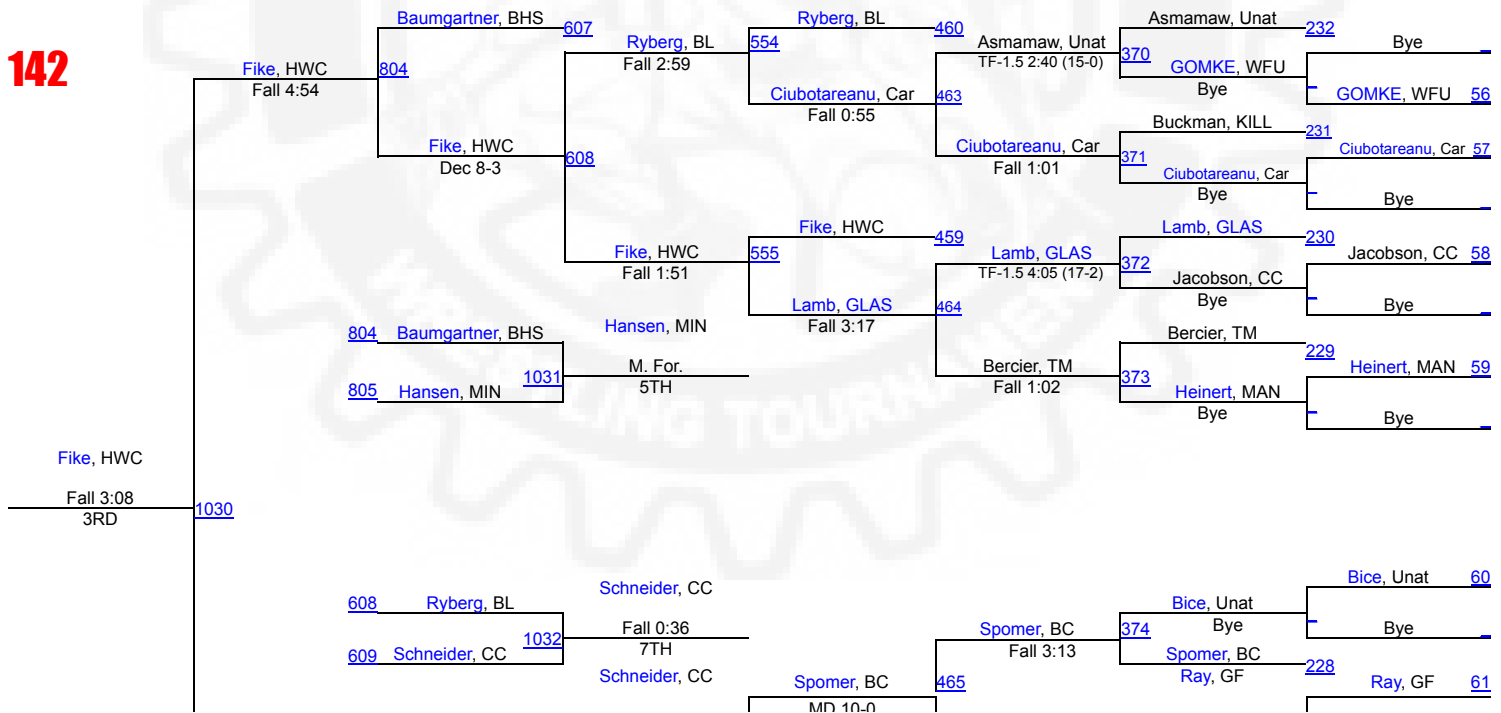 142
Baumgartner, BHS
607
Ryberg, BL
460
Asmamaw, Unat
232
Bye
Fike, HWC
804
Fall 4:54
Ryberg, BL
554
Fall 2:59
Asmamaw, Unat
370
TF-1.5 2:40 (15-0)
GOMKE, WFU
Bye
GOMKE, WFU 56
Ciubotareanu, Car
463
Fall 0:55
Buckman, KILL
231
Fike, HWC
608
Dec 8-3
Ciubotareanu, Car
371
Fall 1:01
Ciubotareanu, Car 57
Ciubotareanu, Car
Bye
Bye
Fike, HWC
459
Lamb, GLAS
230
Fike, HWC
555
Fall 1:51
Lamb, GLAS
372
TF-1.5 4:05 (17-2)
Jacobson, CC 58
Jacobson, CC
Bye
Lamb, GLAS
464
Fall 3:17
Bye
804 Baumgartner, BHS
Hansen, MIN
Bercier, TM
229
M. For.
1031
5TH
805 Hansen, MIN
Bercier, TM
373
Fall 1:02
Heinert, MAN 59
Heinert, MAN
Bye
Bye
WRESTLING TOURNAMENTS
Fike, HWC
Fall 3:08
1030
3RD
Schneider, CC
Bice, Unat 60
608 Ryberg, BL
Bice, Unat
Bye
Fall 0:36
1032
7TH
Spomer, BC
374
Fall 3:13
Bye
609 Schneider, CC
Spomer, BC
228
Schneider, CC
Ray, GF
Spomer, BC
465
Ray, GF 61
MD 10-0